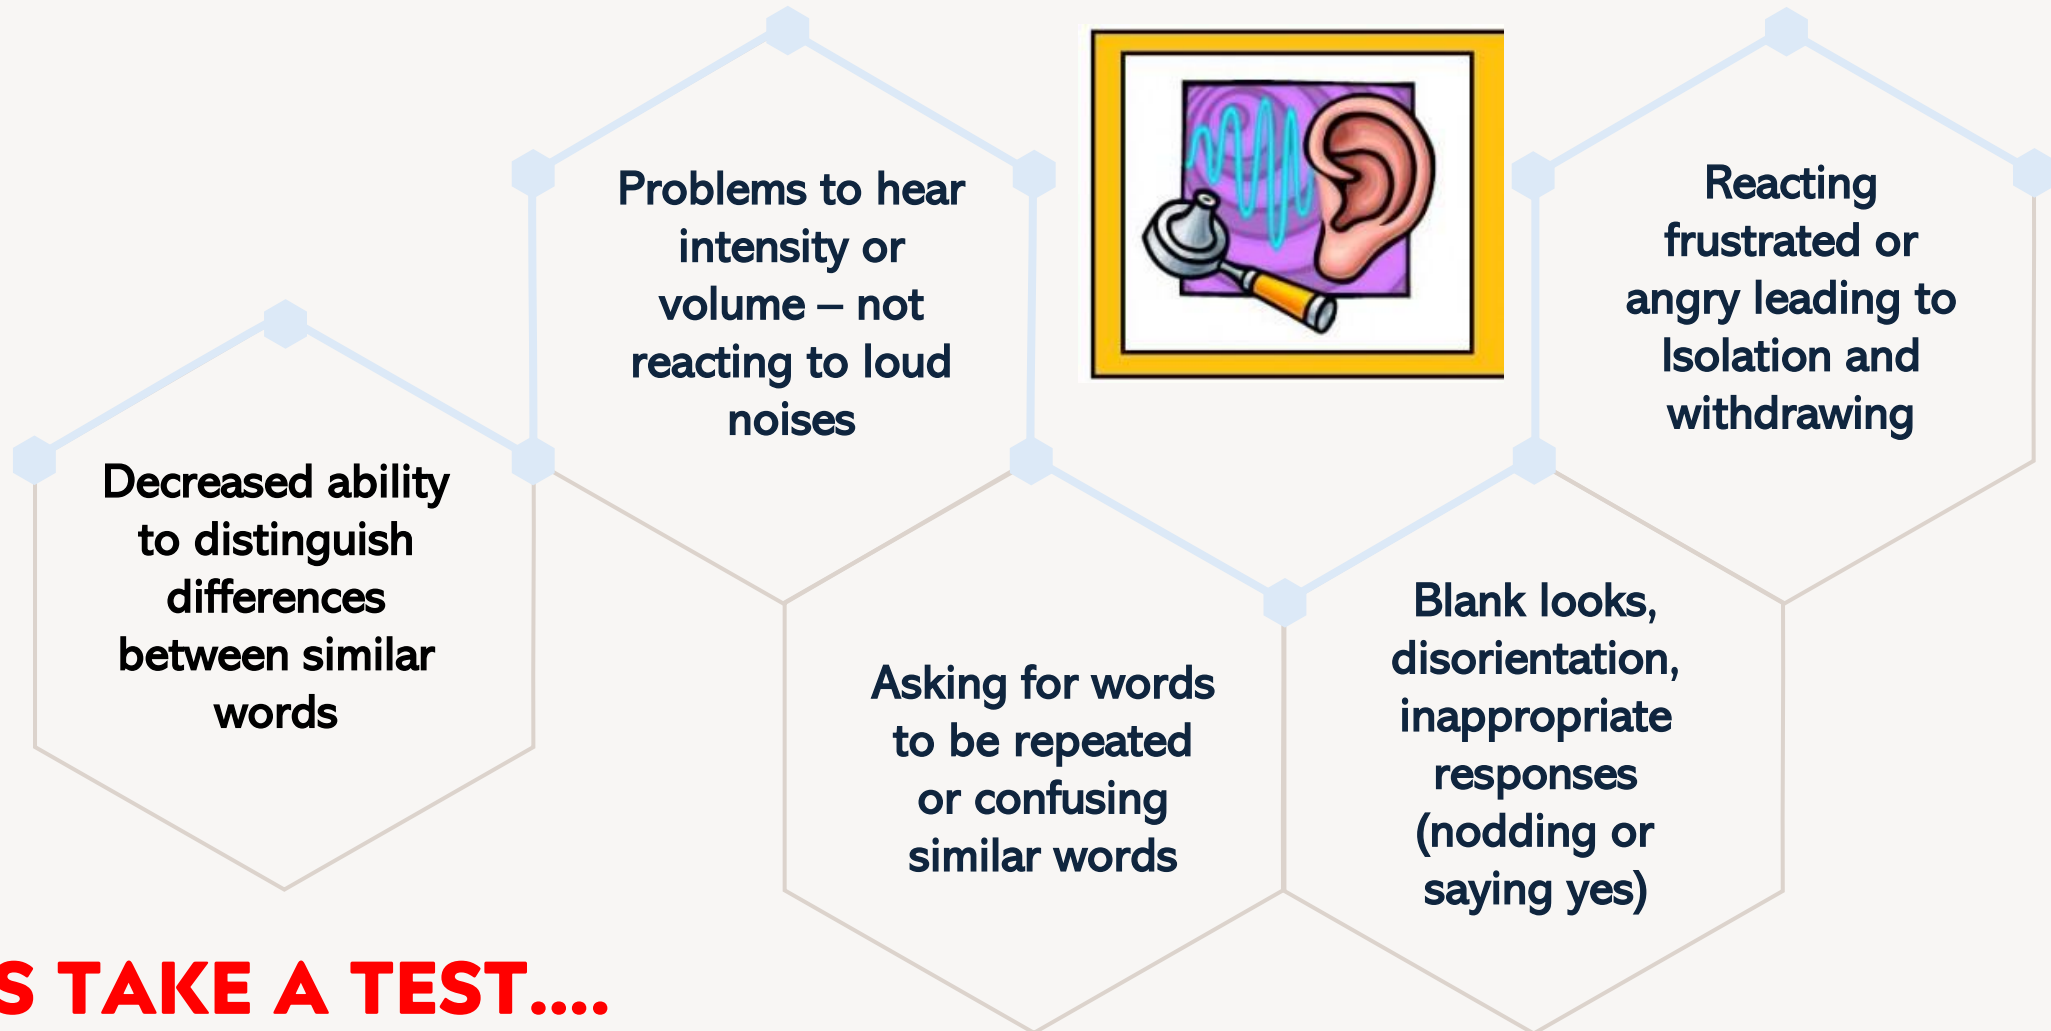 Decreased ability
to distinguish
differences
between similar
words
Problems to hear
intensity or
volume – not
reacting to loud
noises
Asking for words
to be repeated
or confusing
similar words
Blank looks,
disorientation,
inappropriate
responses
(nodding or
saying yes)
Reacting
frustrated or
angry leading to
Isolation and
withdrawing
S TAKE A TEST....